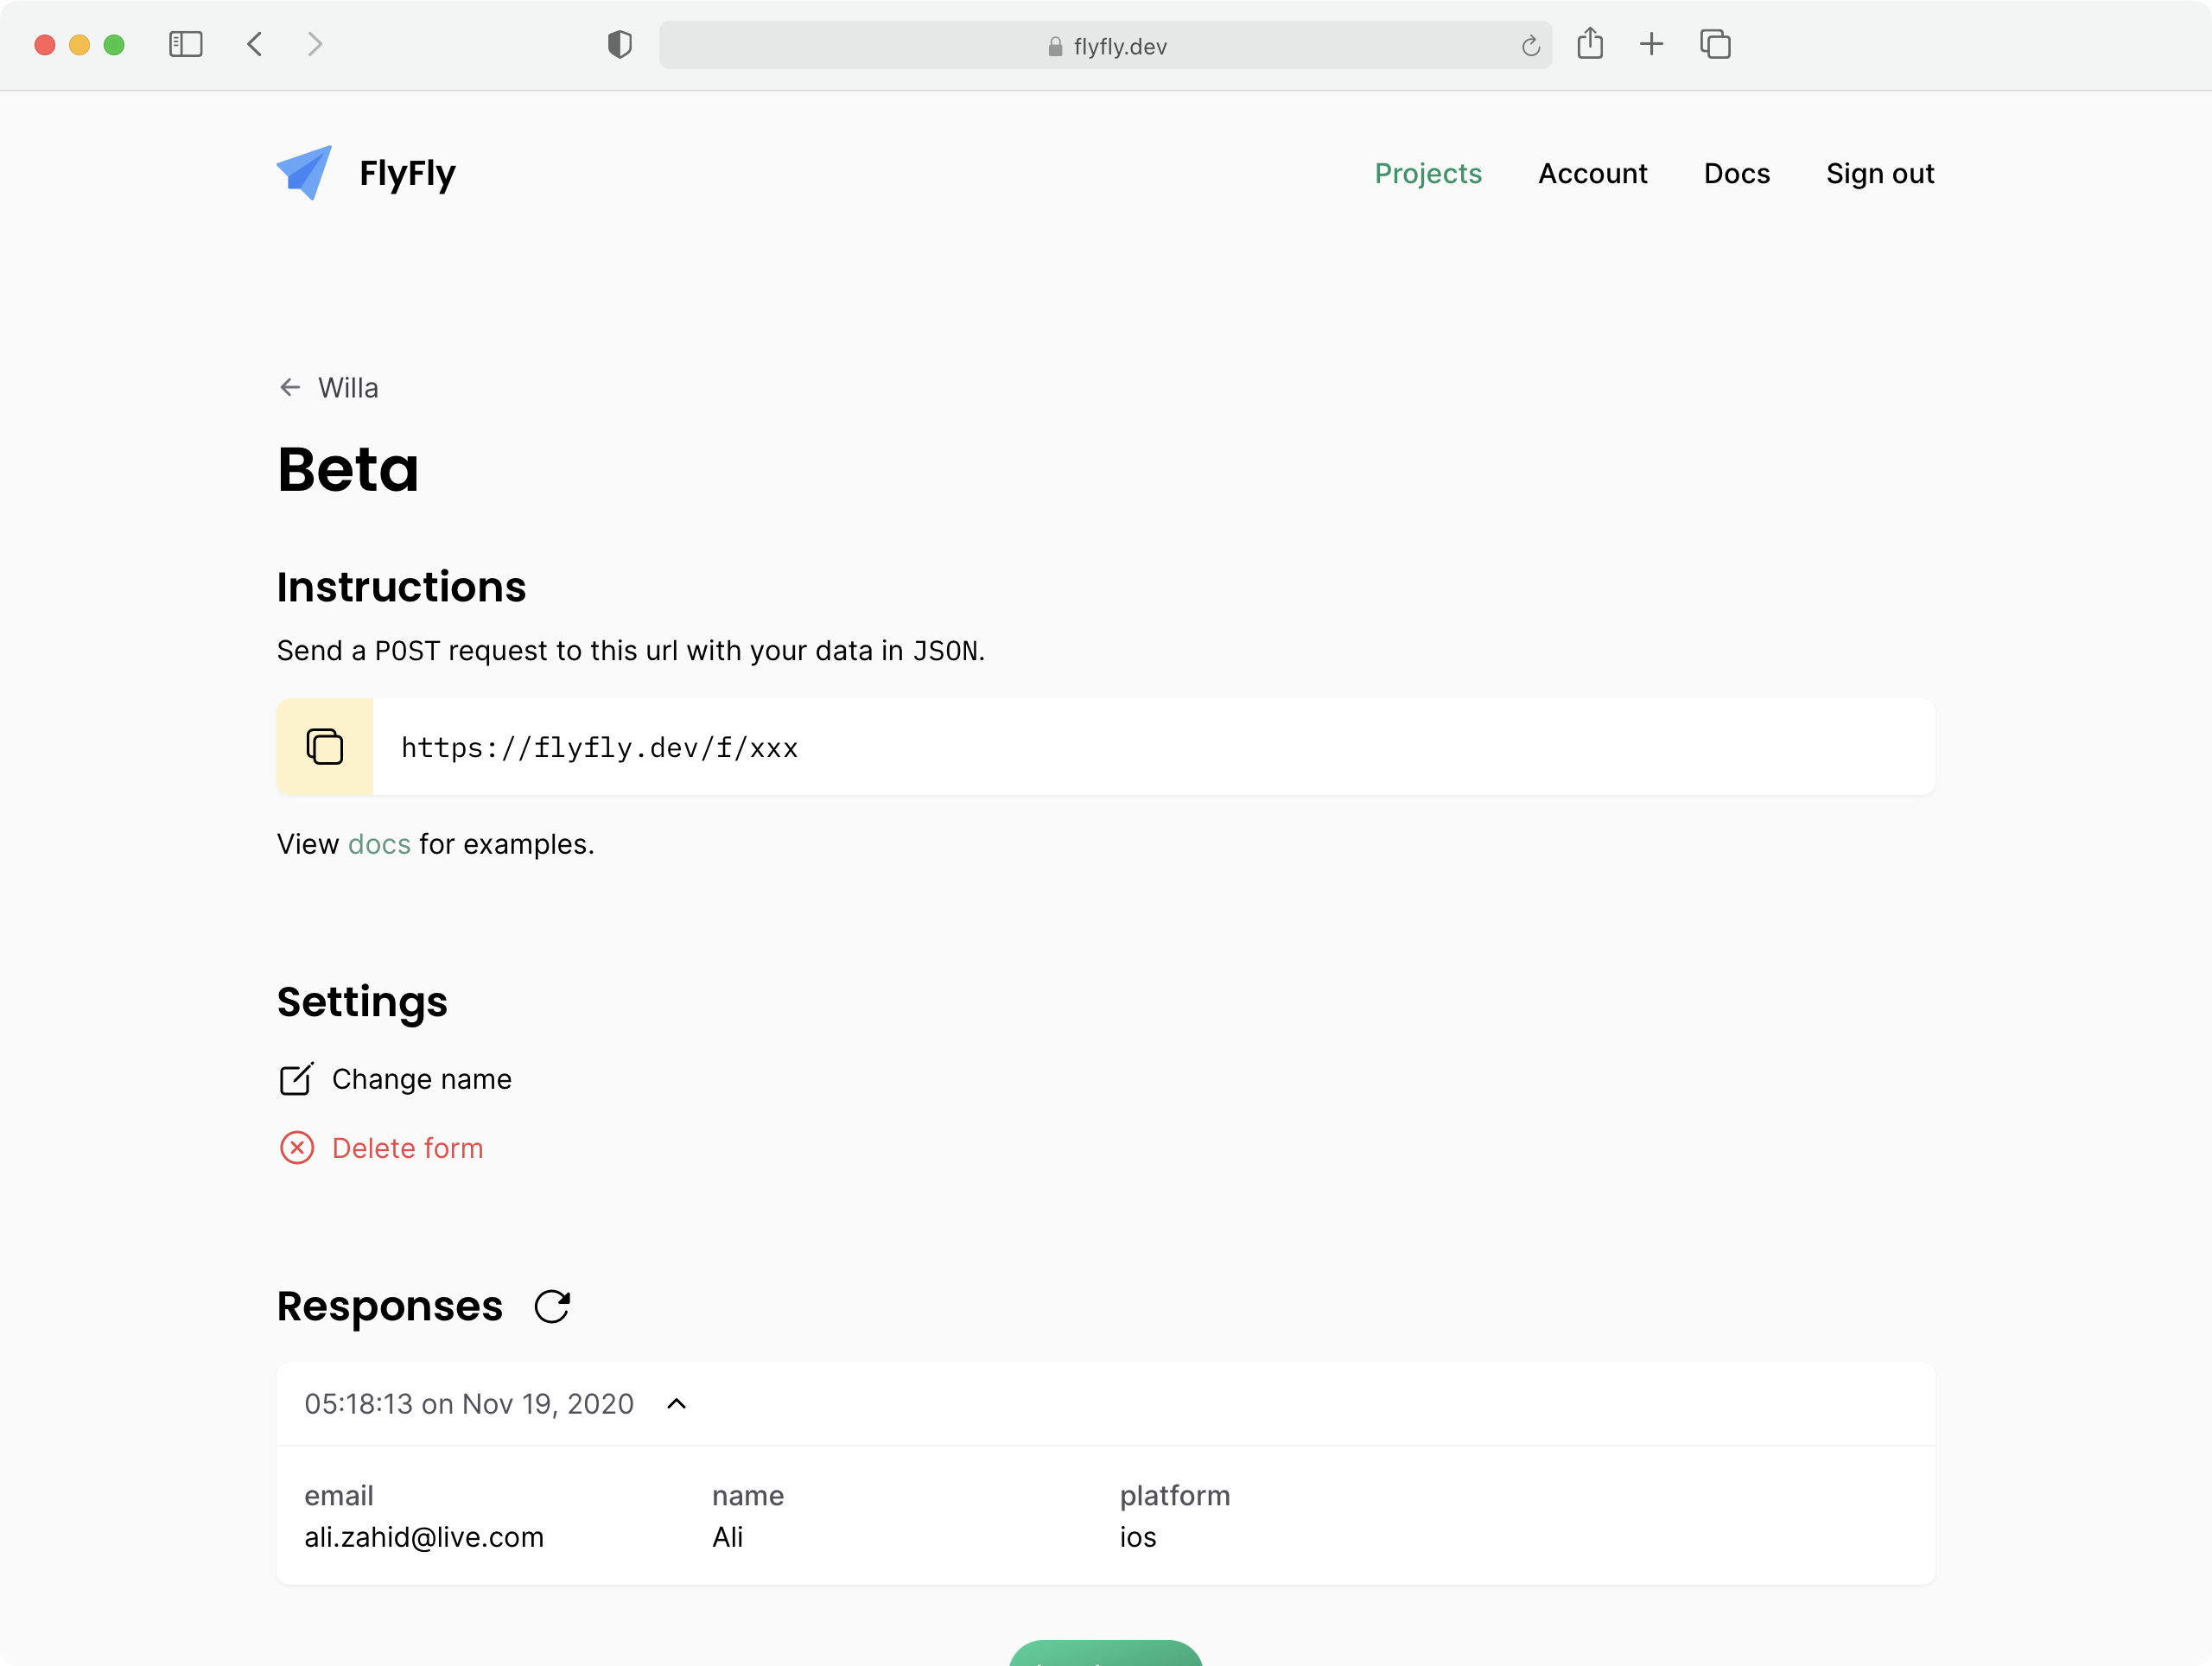 flyfly.dev
FlyFly
Projects Account Docs Sign out
Willa
Beta
Instructions
Send a POST request to this url with your data in JSON.
https://flyfly.dev/f/xxx
View docs for examples.
Settings
Change name
Delete form
Responses
05:18:13 on Nov 19, 2020
email name platform
ali.zahid@live.com Ali ios